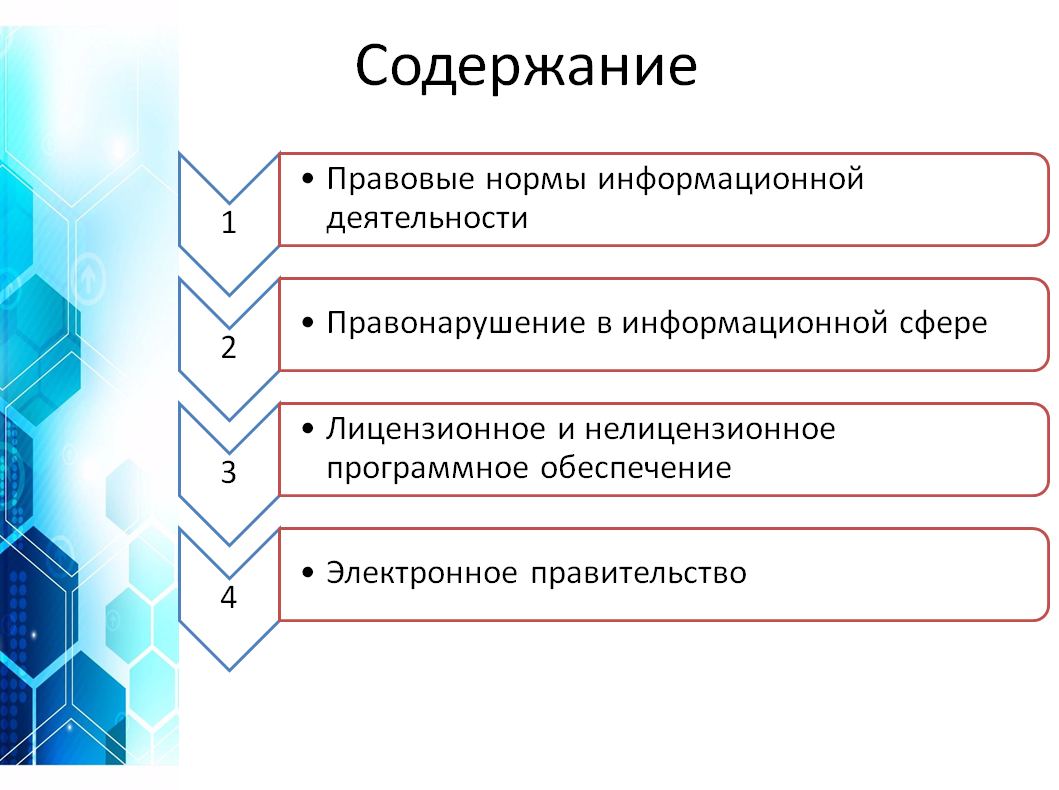 Содержание
1
• Правовые нормы информационной
деятельности
2
• Правонарушение в информационной сфере
3
• Лицензионное и нелицензионное
программное обеспечение
4
• Электронное правительство